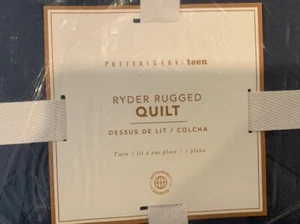 POTTERYBARN/teen
RYDER RUGGED
QUILT
DESSUS DE LIT / COLCHA
Twin / lit à une place / 1 plaza